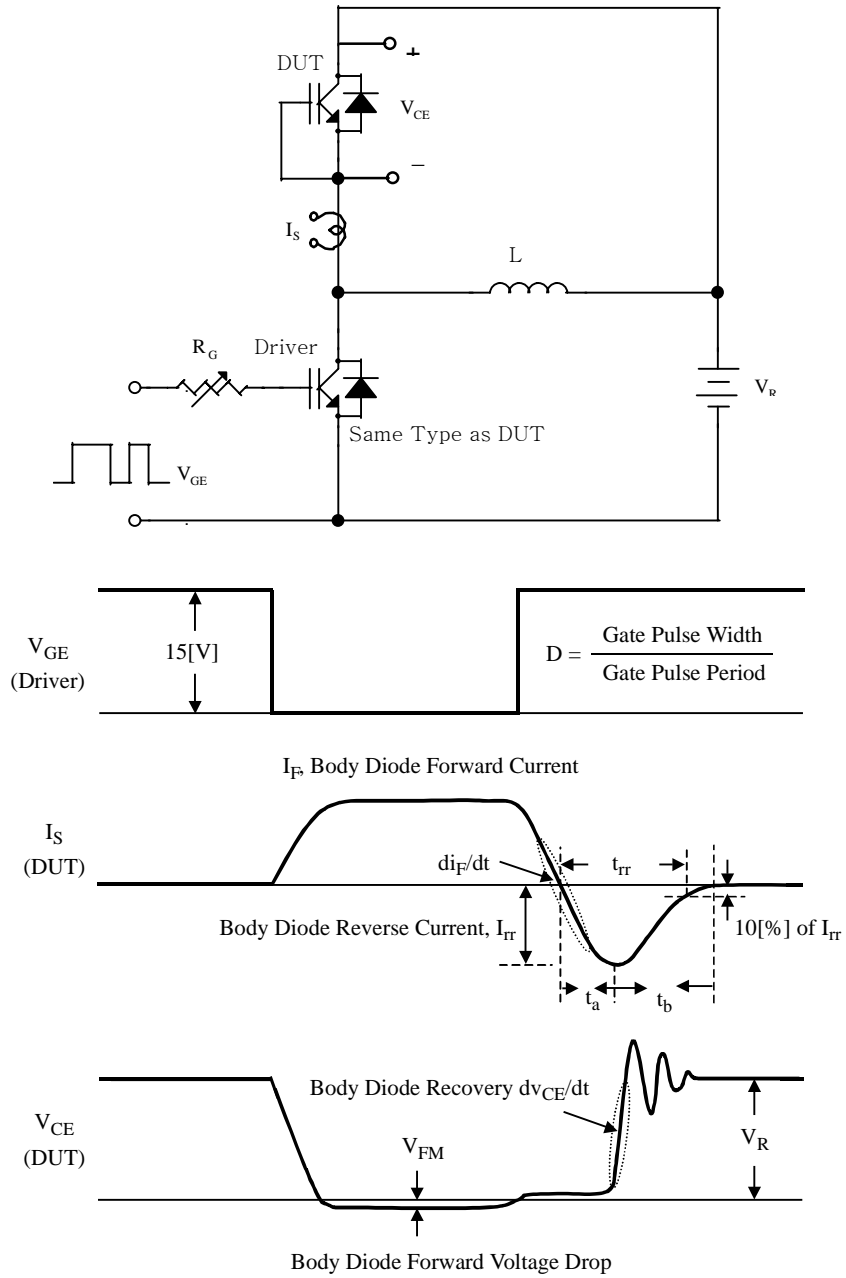 +
DUT
V_CE
−
I_S
L
R_G
Driver
V_R
Same Type as DUT
V_GE
V_GE
(Driver)
15[V]
D = Gate Pulse Width
Gate Pulse Period
I_F, Body Diode Forward Current
I_S
(DUT)
di_F/dt
t_rr
Body Diode Reverse Current, I_rr
10[%] of I_rr
t_a
t_b
Body Diode Recovery dv_CE/dt
V_CE
(DUT)
V_FM
V_R
Body Diode Forward Voltage Drop